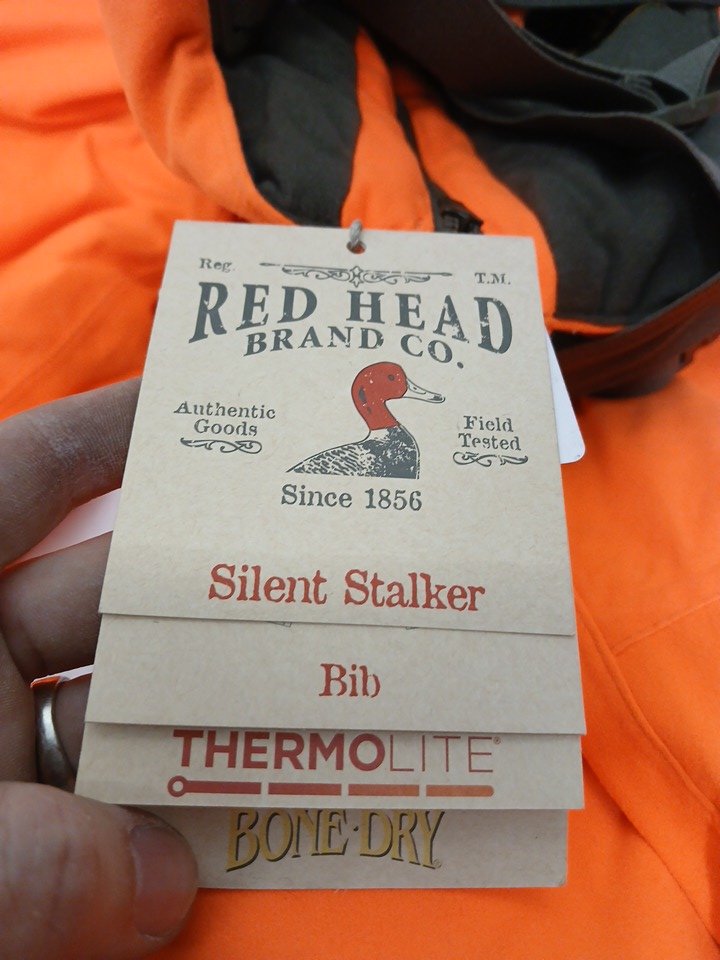 Reg. T.M.
RED HEAD
BRAND CO.
Authentic
Goods
Field
Tested
Since 1856
Silent Stalker
Bib
THERMOLITE®
BONE·DRY